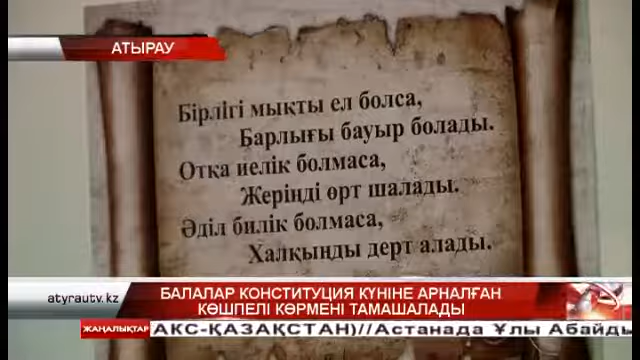 АТЫРАУ
Бірлігі мықты ел болса,
Барлығы бауыр болады.
Отқа иелік болмаса,
Жеріңді өрт шалады.
Әділ билік болмаса,
Халқыңды дерт алады.
atyrautv.kz
БАЛАЛАР КОНСТИТУЦИЯ КҮНІНЕ АРНАЛҒАН
КӨШПЕЛІ КӨРМЕНІ ТАМАШАЛАДЫ
ЖАҢАЛЫҚТАР
АКС-ҚАЗАҚСТАН)//Астанада Ұлы Абайды